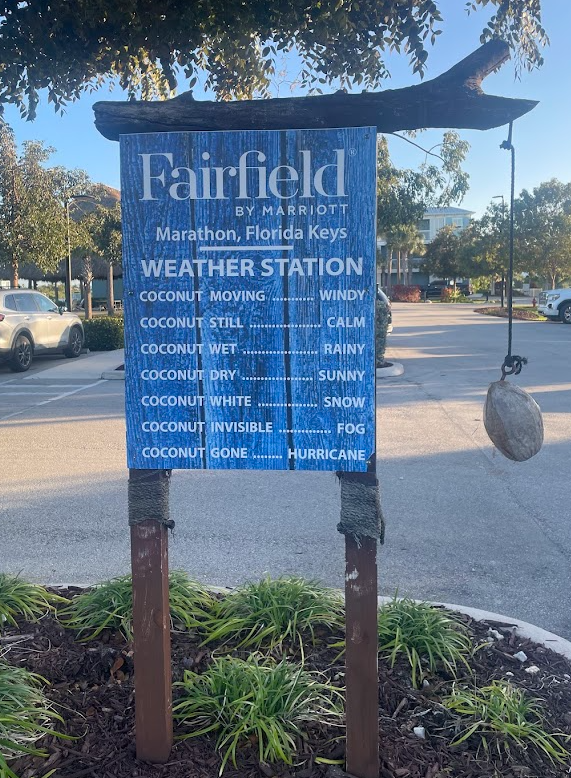 Fairfield®
BY MARRIOTT
Marathon, Florida Keys
WEATHER STATION
COCONUT MOVING .......... WINDY
COCONUT STILL .................. CALM
COCONUT WET .................. RAINY
COCONUT DRY .................. SUNNY
COCONUT WHITE .............. SNOW
COCONUT INVISIBLE ............ FOG
COCONUT GONE ....... HURRICANE